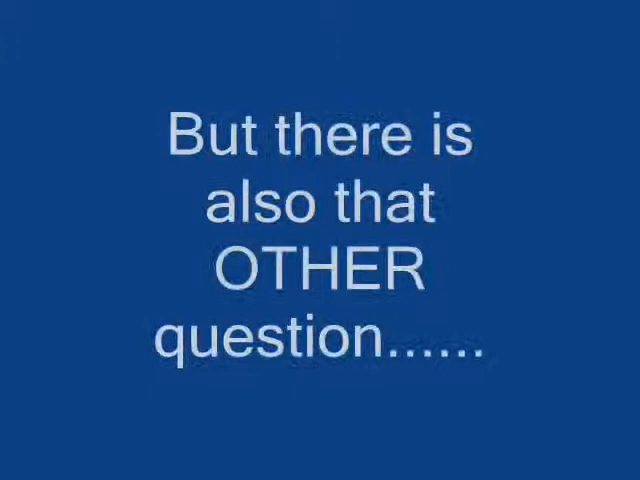 But there is
also that
OTHER
question......